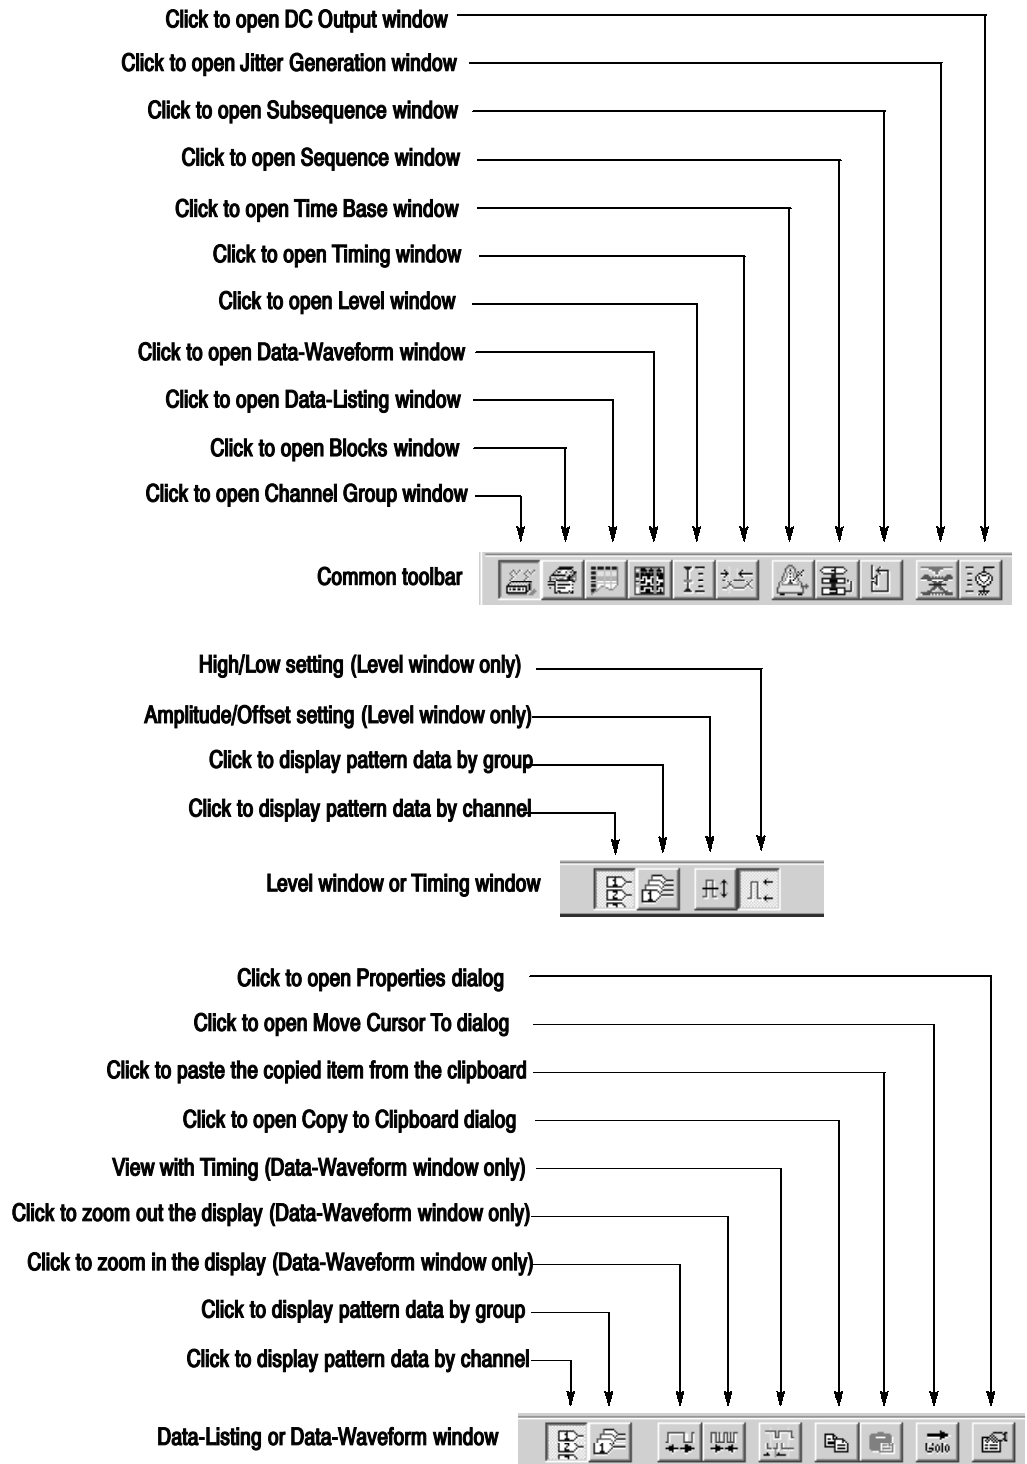 Click to open DC Output window
Click to open Jitter Generation window
Click to open Subsequence window
Click to open Sequence window
Click to open Time Base window
Click to open Timing window
Click to open Level window
Click to open Data-Waveform window
Click to open Data-Listing window
Click to open Blocks window
Click to open Channel Group window
Common toolbar
High/Low setting (Level window only)
Amplitude/Offset setting (Level window only)
Click to display pattern data by group
Click to display pattern data by channel
Level window or Timing window
1
2
1
Click to open Properties dialog
Click to open Move Cursor To dialog
Click to paste the copied item from the clipboard
Click to open Copy to Clipboard dialog
View with Timing (Data-Waveform window only)
Click to zoom out the display (Data-Waveform window only)
Click to zoom in the display (Data-Waveform window only)
Click to display pattern data by group
Click to display pattern data by channel
Data-Listing or Data-Waveform window
1
2
1
Goto